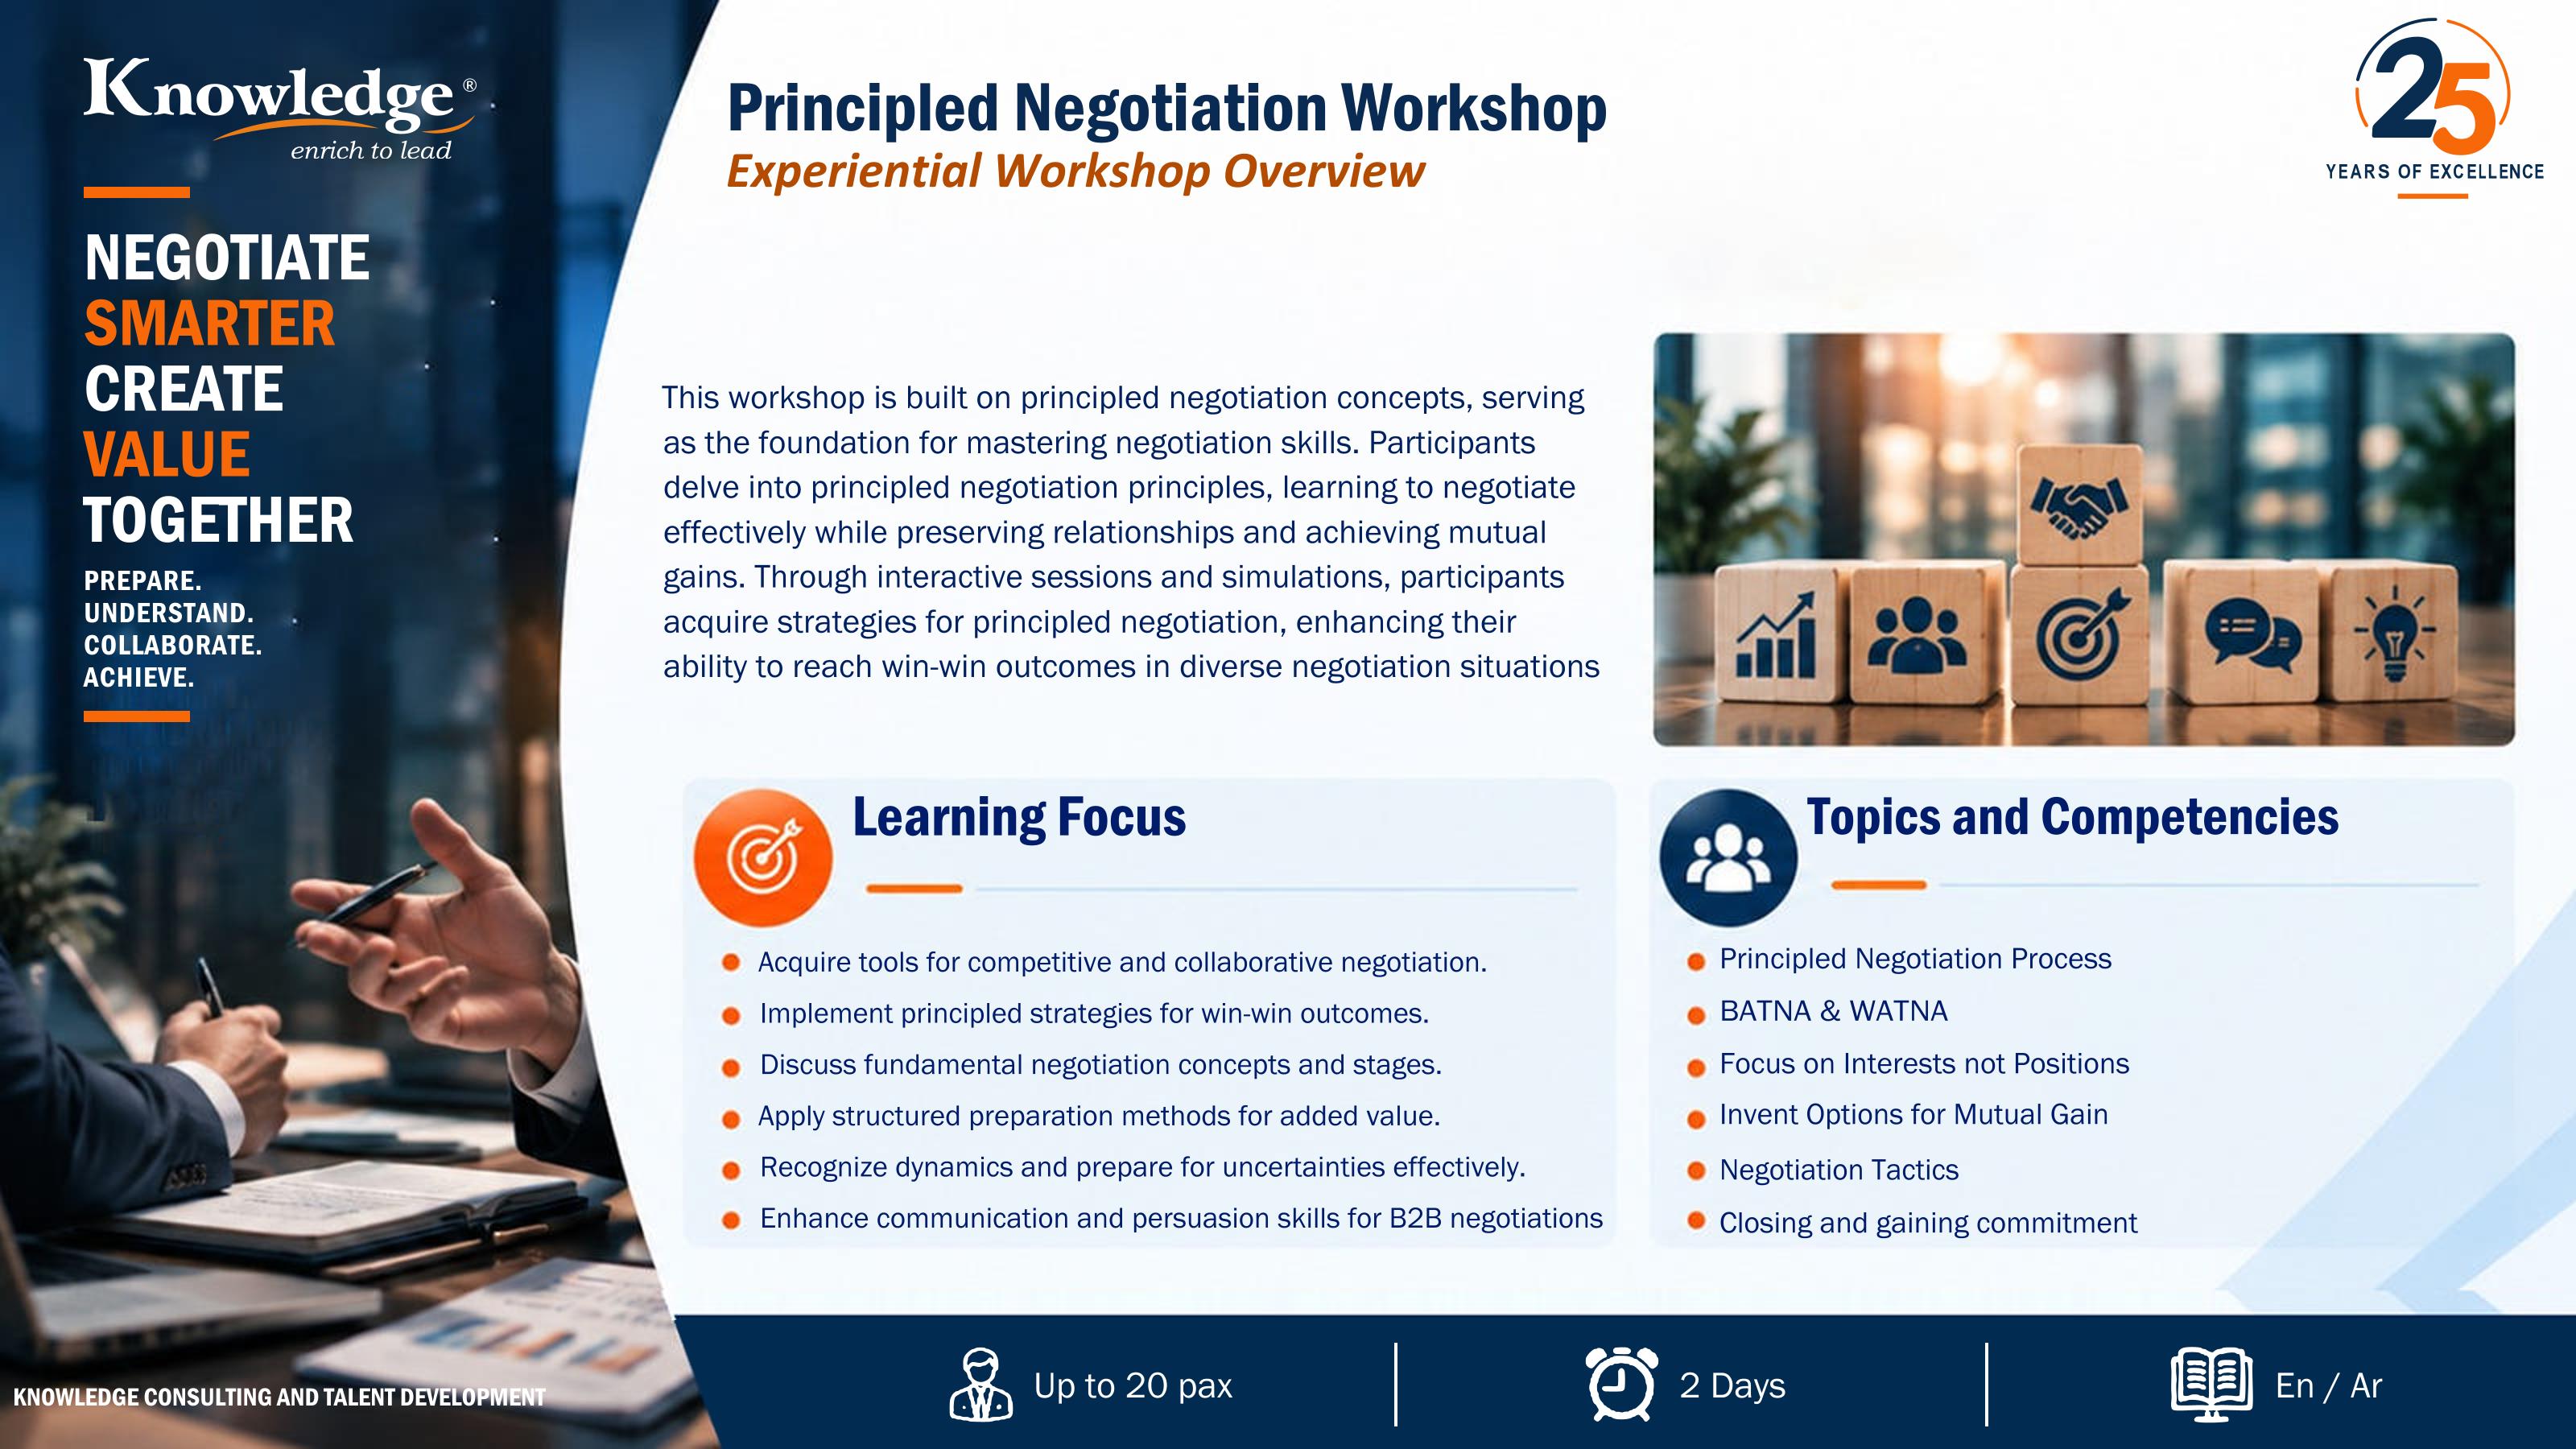 Knowledge®
enrich to lead
NEGOTIATE
SMARTER
CREATE
VALUE
TOGETHER
PREPARE.
UNDERSTAND.
COLLABORATE.
ACHIEVE.
KNOWLEDGE CONSULTING AND TALENT DEVELOPMENT
Principled Negotiation Workshop
Experiential Workshop Overview
25
YEARS OF EXCELLENCE
This workshop is built on principled negotiation concepts, serving
as the foundation for mastering negotiation skills. Participants
delve into principled negotiation principles, learning to negotiate
effectively while preserving relationships and achieving mutual
gains. Through interactive sessions and simulations, participants
acquire strategies for principled negotiation, enhancing their
ability to reach win-win outcomes in diverse negotiation situations
Learning Focus
Acquire tools for competitive and collaborative negotiation.
Implement principled strategies for win-win outcomes.
Discuss fundamental negotiation concepts and stages.
Apply structured preparation methods for added value.
Recognize dynamics and prepare for uncertainties effectively.
Enhance communication and persuasion skills for B2B negotiations
Topics and Competencies
Principled Negotiation Process
BATNA & WATNA
Focus on Interests not Positions
Invent Options for Mutual Gain
Negotiation Tactics
Closing and gaining commitment
Up to 20 pax
2 Days
En / Ar